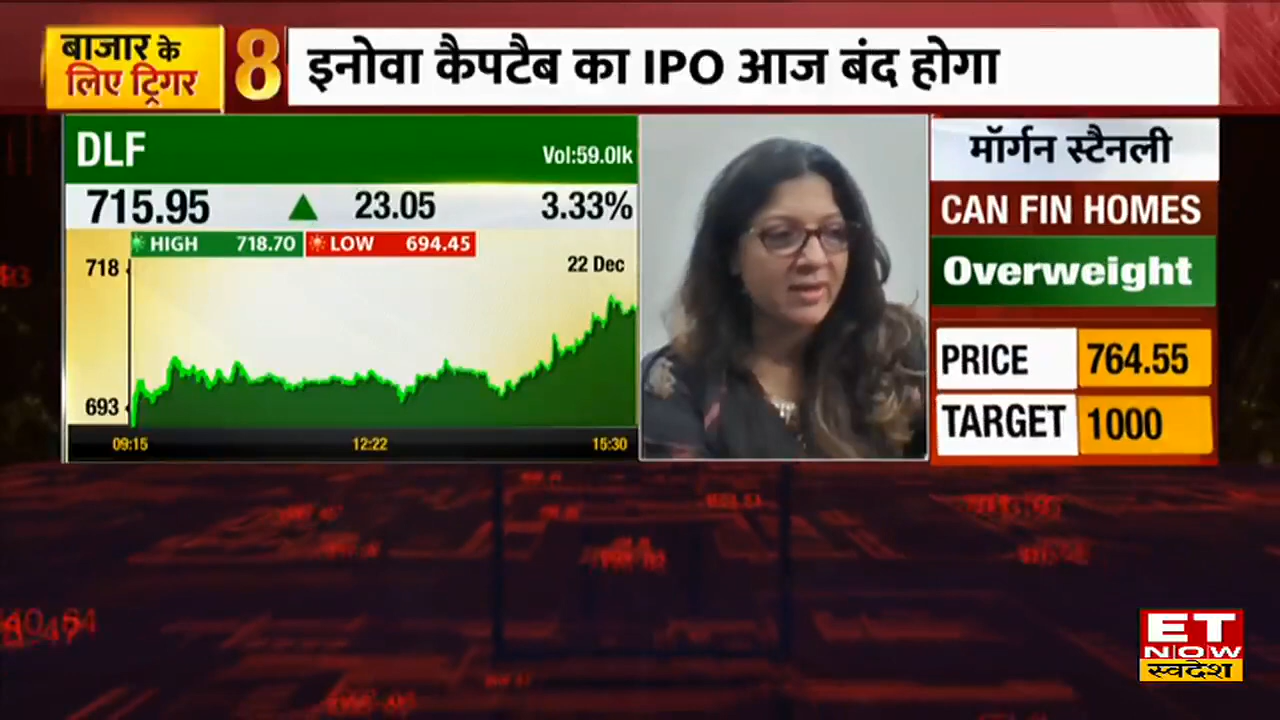 बाजार के
लिए ट्रिगर
8
इनोवा कैपटैब का IPO आज बंद होगा
DLF
Vol:59.0lk
715.95 ▲ 23.05 3.33%
HIGH 718.70 LOW 694.45
22 Dec
718
693
09:15 12:22 15:30
मॉर्गन स्टैनली
CAN FIN HOMES
Overweight
PRICE 764.55
TARGET 1000
ET
NOW
स्वदेश